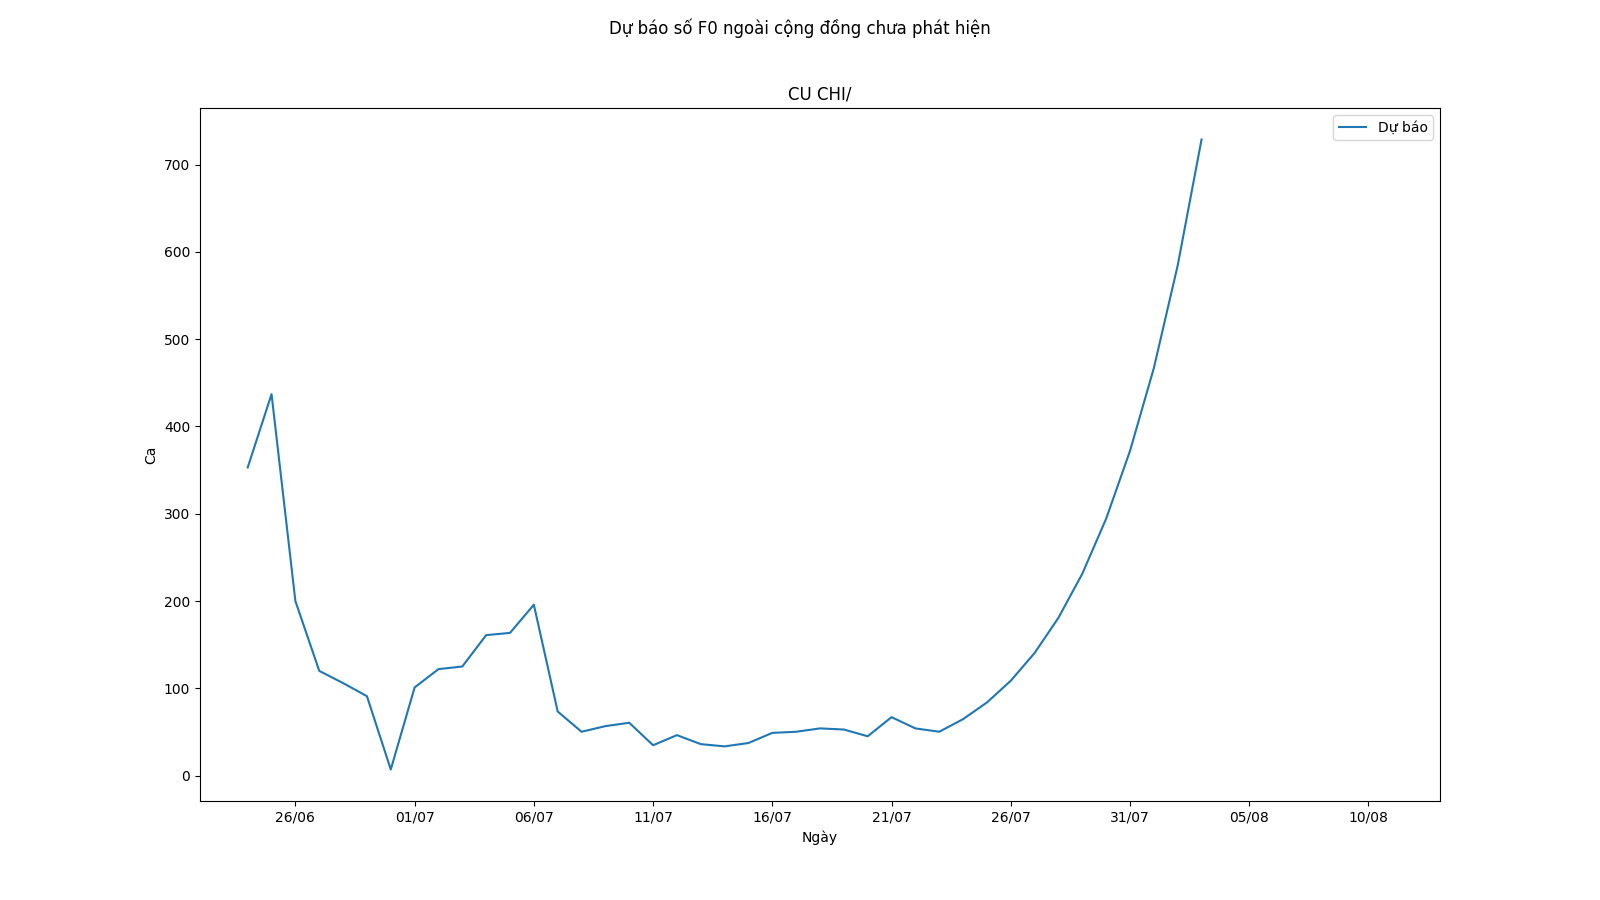 Dự báo số F0 ngoài cộng đồng chưa phát hiện
CU CHI/
Dự báo
700
600
500
400
300
200
100
0
Ca
26/06 01/07 06/07 11/07 16/07 21/07 26/07 31/07 05/08 10/08
Ngày